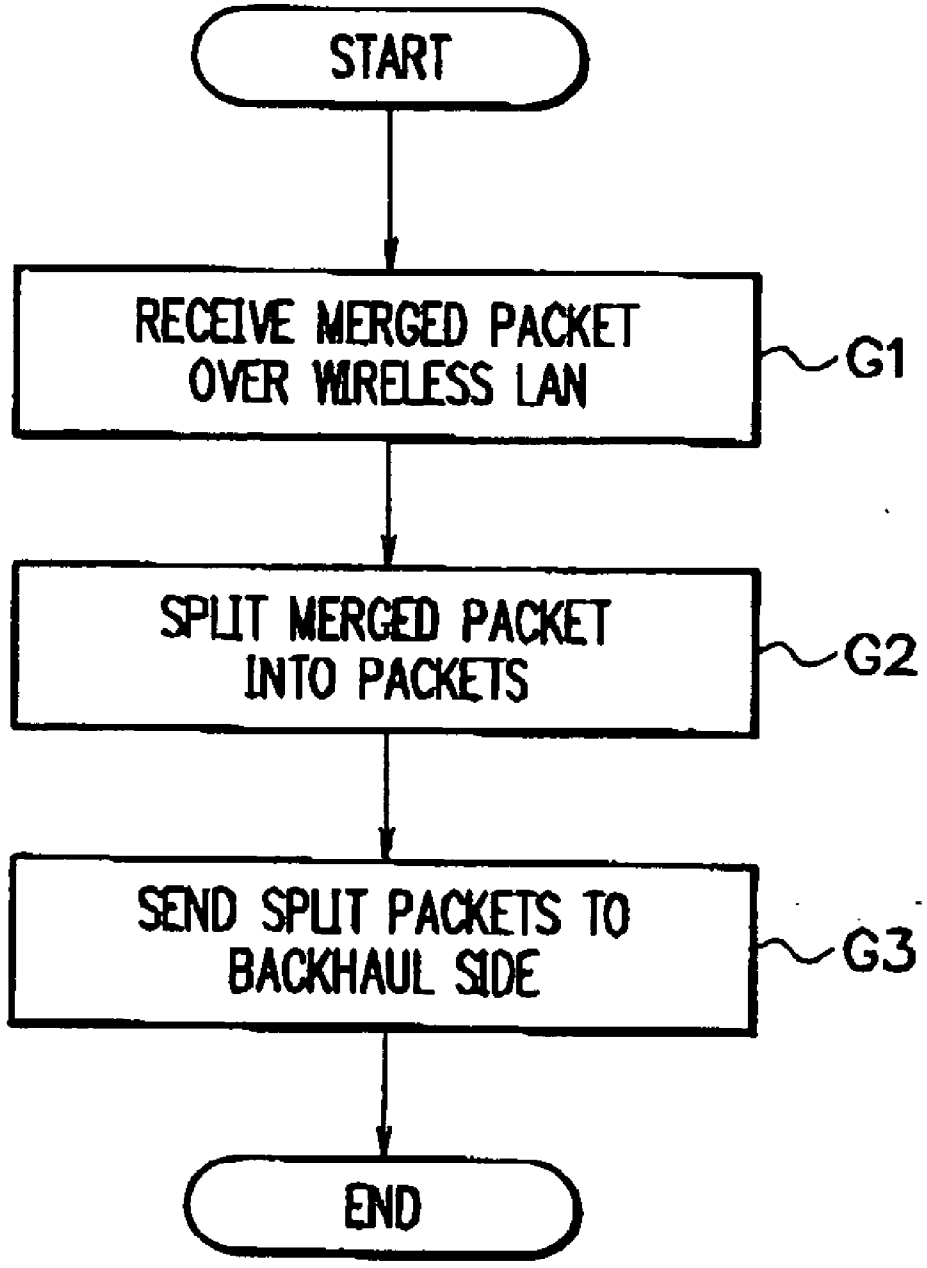 START
RECEIVE MERGED PACKET
OVER WIRELESS LAN
G1
SPLIT MERGED PACKET
INTO PACKETS
G2
SEND SPLIT PACKETS TO
BACKHAUL SIDE
G3
END